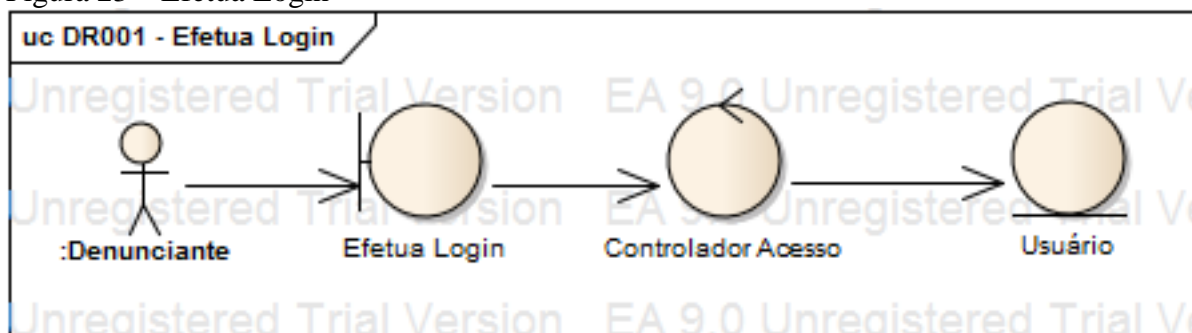 Figura 25 – Efetua Login
uc DR001 - Efetua Login
Unregistered Trial Version EA 9.0 Unregistered Trial Ve
:Denunciante
Efetua Login
Controlador Acesso
Usuário
Unregistered Trial Version EA 9.0 Unregistered Trial Ve
Unregistered Trial Version EA 9.0 Unregistered Trial Ve